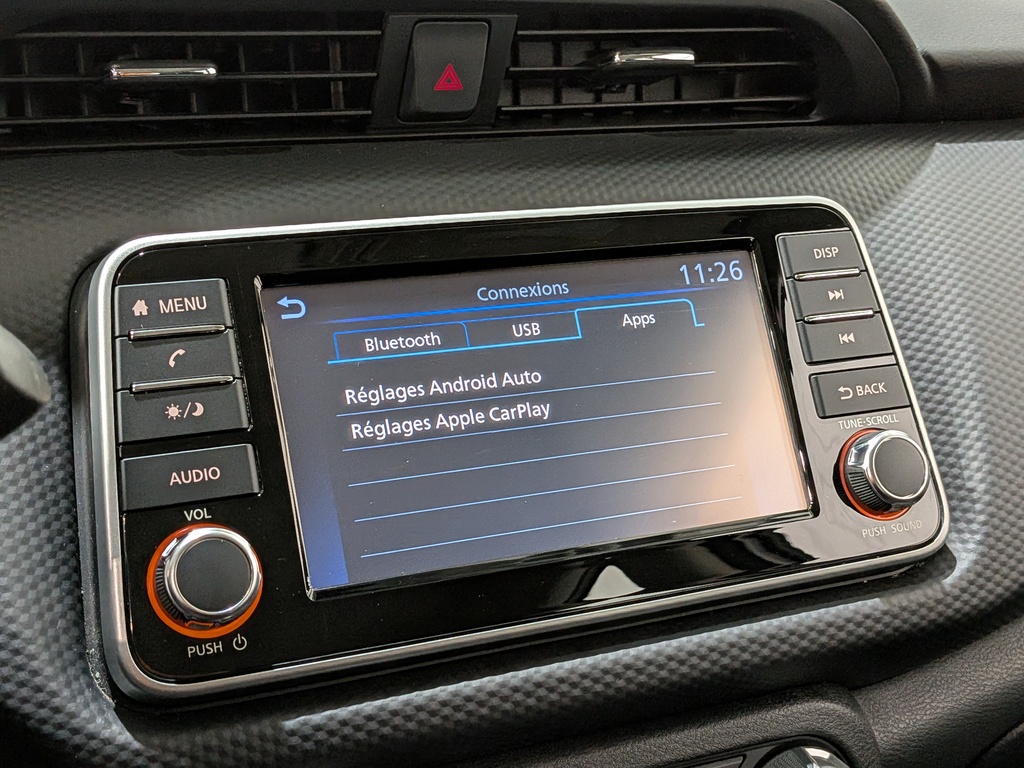 11:26
Connexions
Bluetooth
USB
Apps
Réglages Android Auto
Réglages Apple CarPlay
MENU
AUDIO
VOL
PUSH
DISP
BACK
TUNE·SCROLL
PUSH SOUND